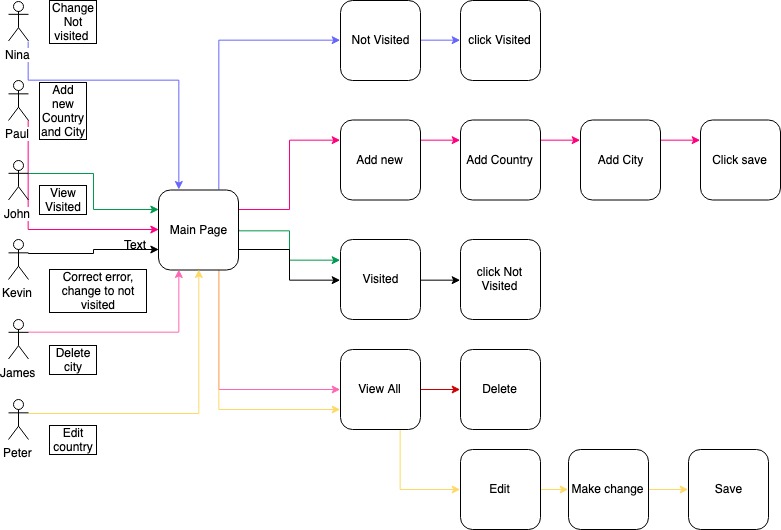 Change
Not
visited
Nina
Not Visited
click Visited
Add
new
Country
and City
Paul
Add new
Add Country
Add City
Click save
View
Visited
John
Main Page
Text
Kevin
Correct error,
change to not
visited
Visited
click Not
Visited
James
Delete
city
View All
Delete
Peter
Edit
country
Edit
Make change
Save